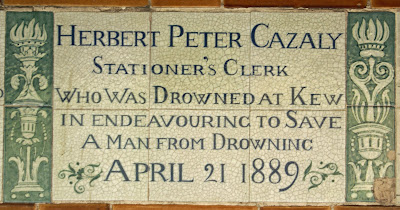 HERBERT PETER CAZALY
STATIONER'S CLERK
WHO WAS DROWNED AT KEW
IN ENDEAVOURING TO SAVE
A MAN FROM DROWNING
APRIL 21 1889